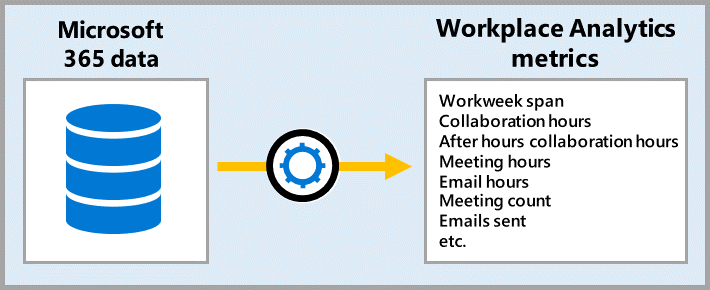 Microsoft
365 data
Workplace Analytics
metrics
Workweek span
Collaboration hours
After hours collaboration hours
Meeting hours
Email hours
Meeting count
Emails sent
etc.